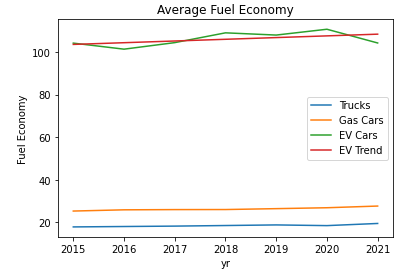 Average Fuel Economy
Fuel Economy
100
80
60
40
20
Trucks
Gas Cars
EV Cars
EV Trend
2015 2016 2017 2018 2019 2020 2021
yr